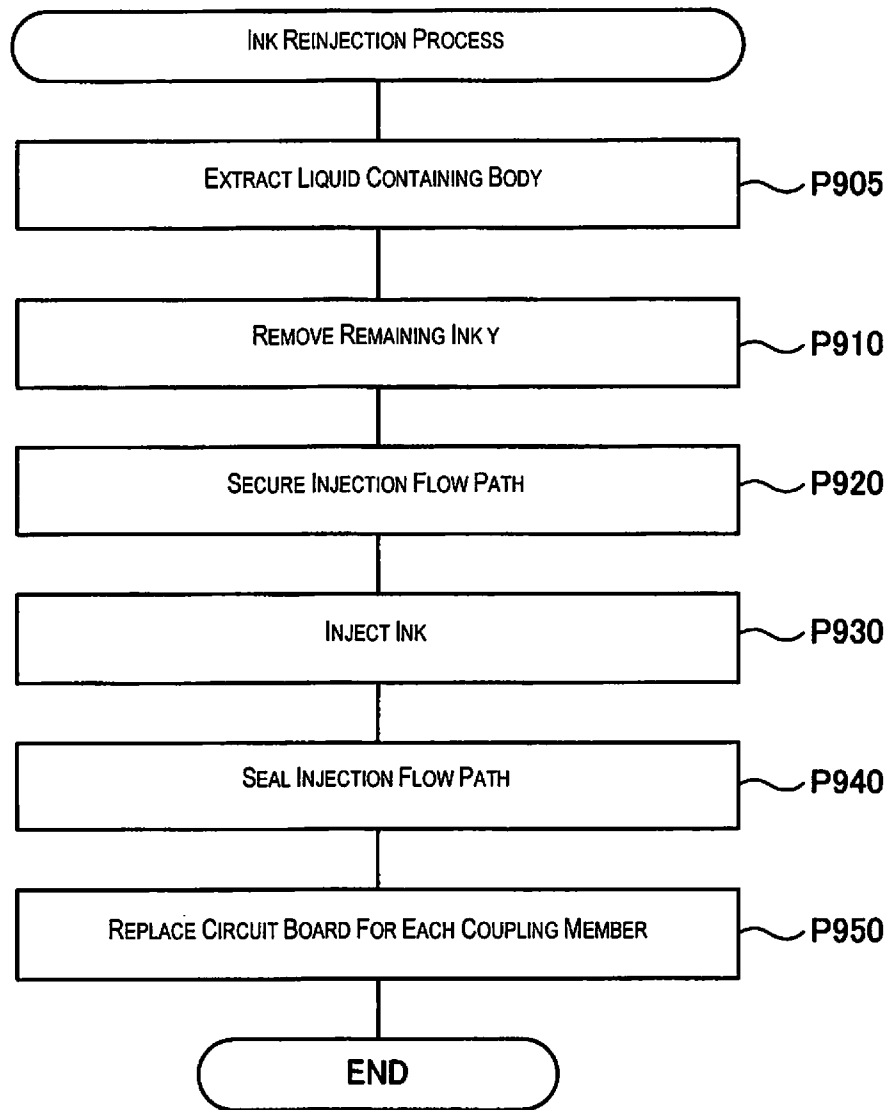 INK REINJECTION PROCESS
EXTRACT LIQUID CONTAINING BODY
P905
REMOVE REMAINING INK Y
P910
SECURE INJECTION FLOW PATH
P920
INJECT INK
P930
SEAL INJECTION FLOW PATH
P940
REPLACE CIRCUIT BOARD FOR EACH COUPLING MEMBER
P950
END